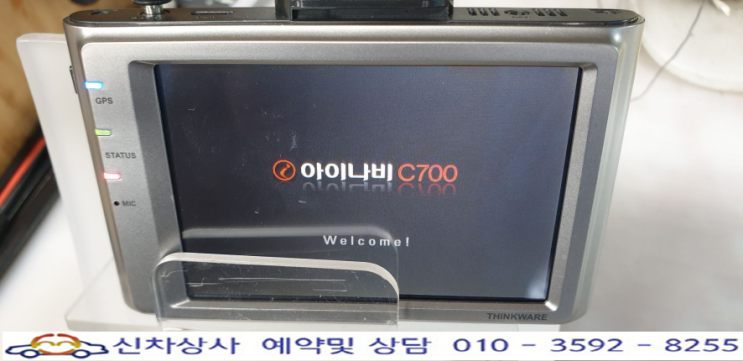 GPS
STATUS
MIC
아이나비 C700
Welcome!
THINKWARE
신차상사 예약및 상담 010 - 3592 - 8255